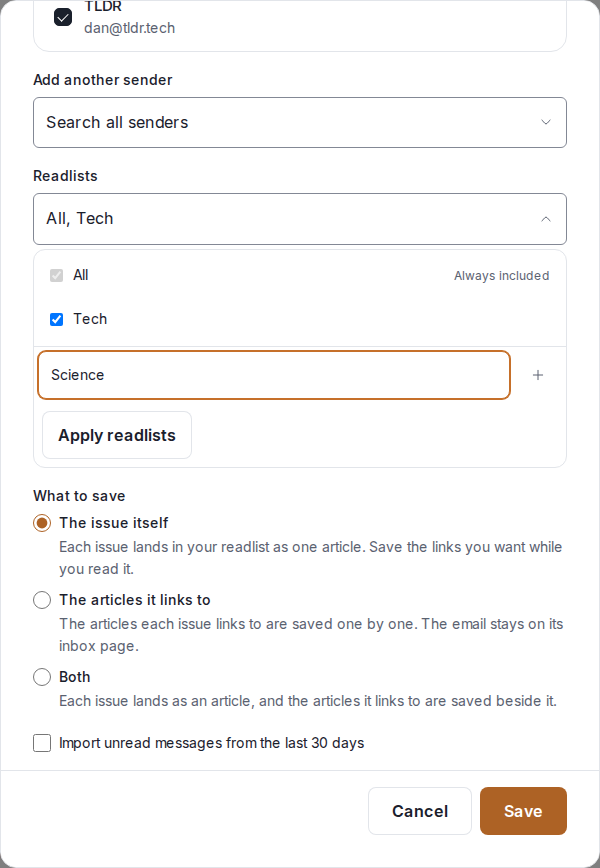 TLDR
dan@tldr.tech
Add another sender
Search all senders
Readlists
All, Tech
All
Always included
Tech
Science
Apply readlists
What to save
The issue itself
Each issue lands in your readlist as one article. Save the links you want while
you read it.
The articles it links to
The articles each issue links to are saved one by one. The email stays on its
inbox page.
Both
Each issue lands as an article, and the articles it links to are saved beside it.
Import unread messages from the last 30 days
Cancel
Save